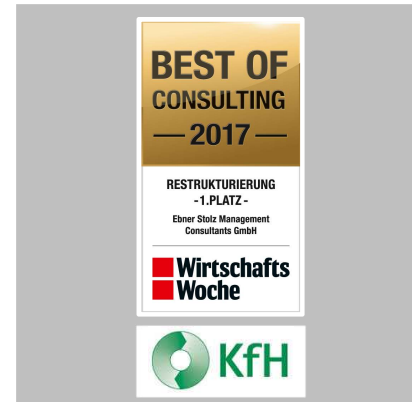 BEST OF
CONSULTING
— 2017 —
RESTRUKTURIERUNG
-1.PLATZ-
Ebner Stolz Management
Consultants GmbH
Wirtschafts
Woche
KfH